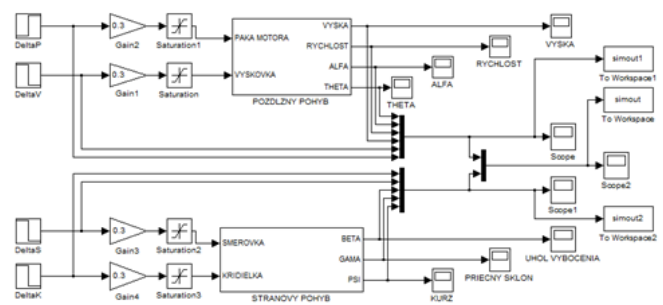 DeltaP
0.3
Gain2
Saturation1
PAKA MOTORA
VYSKOVKA
VYSKA
RYCHLOST
ALFA
THETA
POZDLZNY POHYB
DeltaV
0.3
Gain1
Saturation
VYSKA
RYCHLOST
ALFA
THETA
simout1
To Workspace1
simout
To Workspace
Scope
Scope2
Scope1
simout2
To Workspace2
DeltaS
0.3
Gain3
Saturation2
SMEROVKA
KRIDIELKA
BETA
GAMA
PSI
STRANOVY POHYB
DeltaK
0.3
Gain4
Saturation3
UHOL VYBOCENIA
PRIECNY SKLON
KURZ